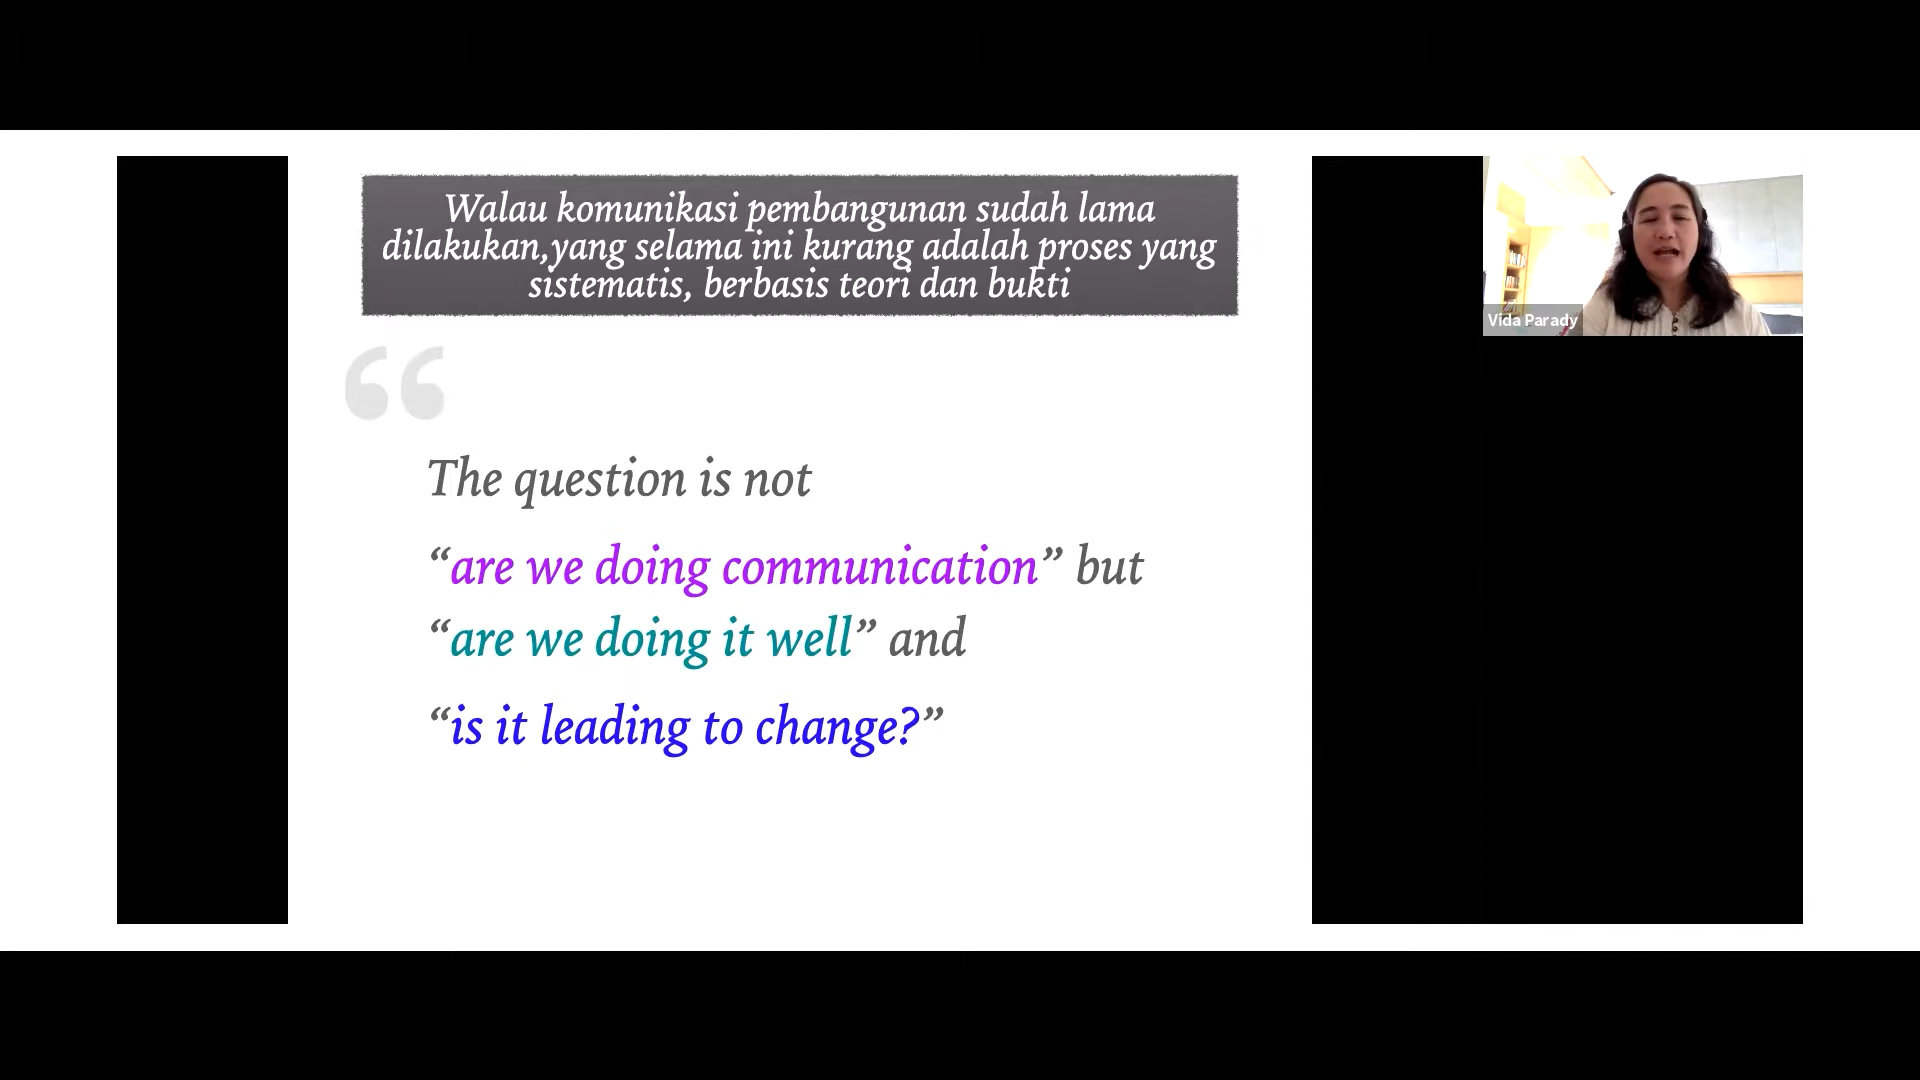 Walau komunikasi pembangunan sudah lama
dilakukan,yang selama ini kurang adalah proses yang
sistematis, berbasis teori dan bukti
“
The question is not
“are we doing communication” but
“are we doing it well” and
“is it leading to change?”
Vida Parady